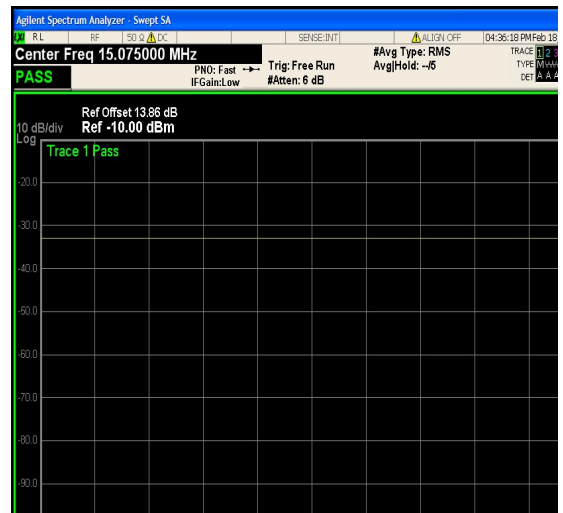 Agilent Spectrum Analyzer - Swept SA
LXI RL RF 50 Ω DC SENSE:INT ALIGN OFF 04:36:18 PM Feb 18
Center Freq 15.075000 MHz
PASS
PNO: Fast
IFGain:Low
Trig: Free Run
#Atten: 6 dB
#Avg Type: RMS
Avg|Hold: --/5
TRACE 1 2 3
TYPE M
DET A A A
Ref Offset 13.86 dB
10 dB/div Ref -10.00 dBm
Log
Trace 1 Pass
-20.0
-30.0
-40.0
-50.0
-60.0
-70.0
-80.0
-90.0